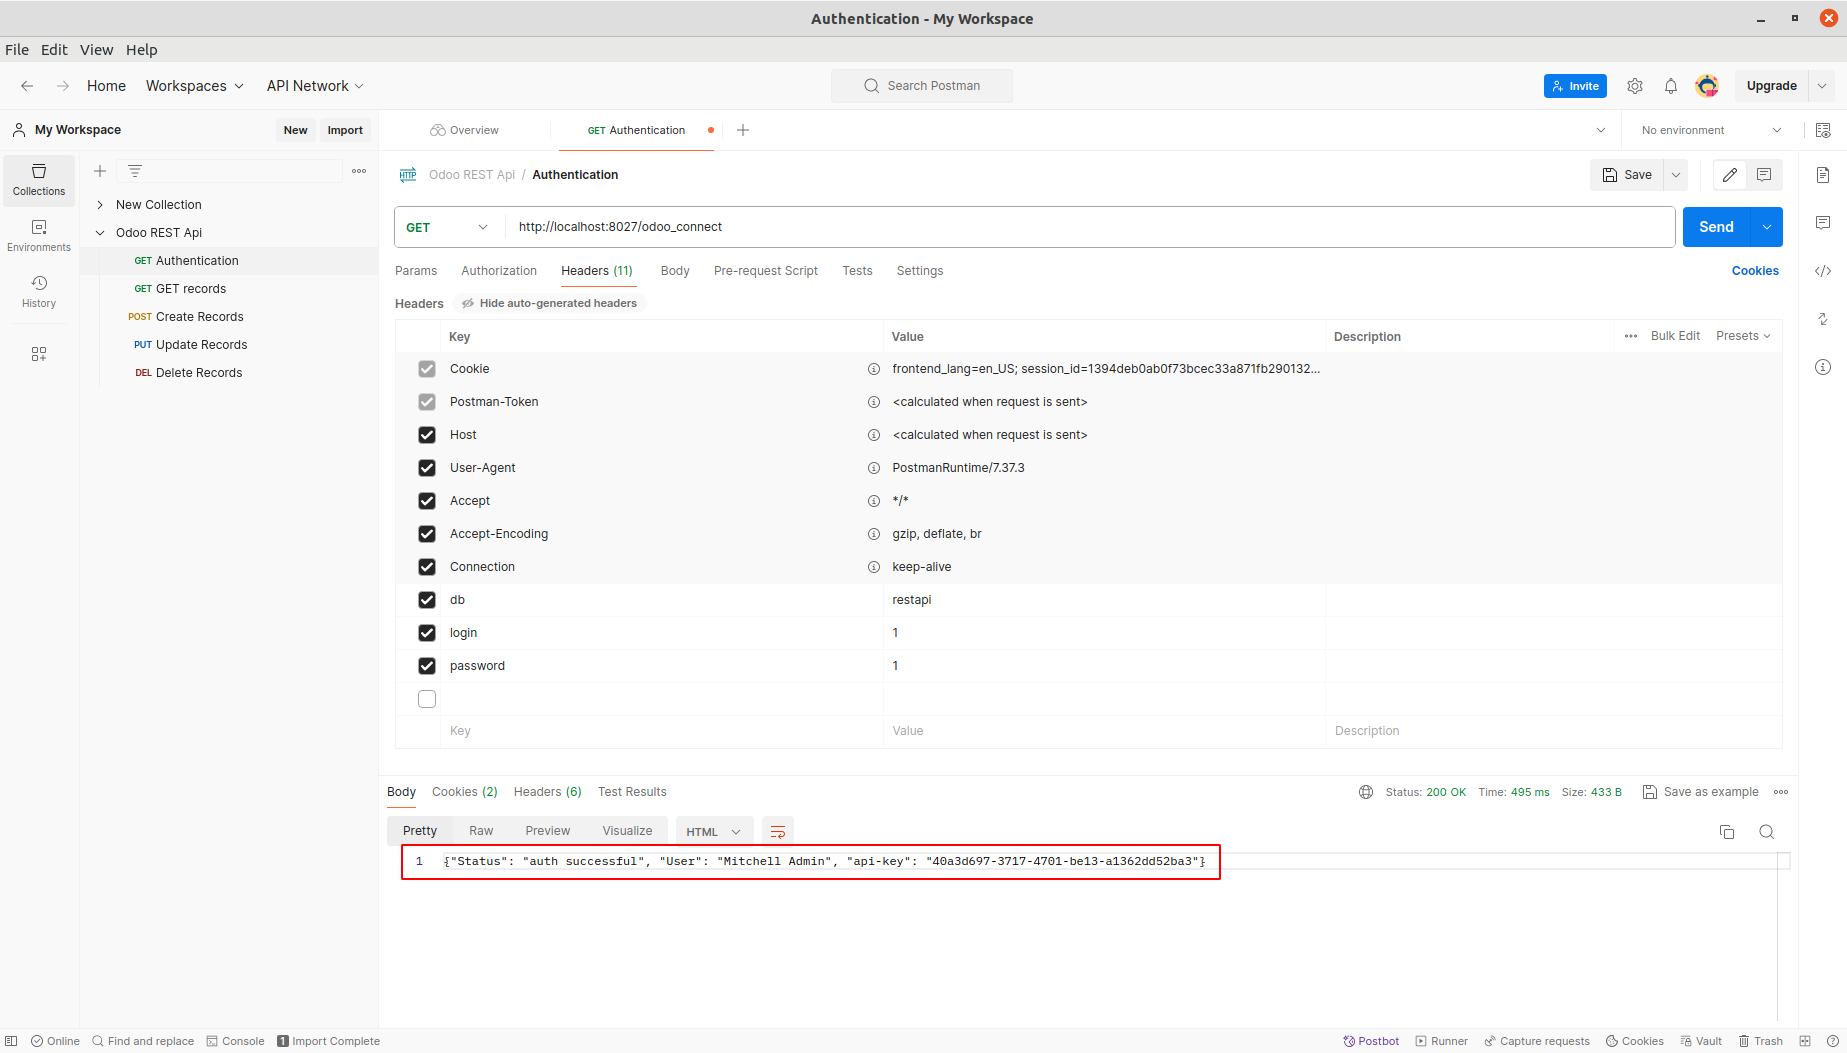 Authentication - My Workspace
File Edit View Help
Home Workspaces API Network Search Postman Invite Upgrade
My Workspace New Import Overview GET Authentication No environment
Collections
Environments
History
New Collection
Odoo REST Api
GET Authentication
GET GET records
POST Create Records
PUT Update Records
DEL Delete Records
HTTP Odoo REST Api / Authentication Save
GET http://localhost:8027/odoo_connect Send
Params Authorization Headers (11) Body Pre-request Script Tests Settings Cookies
Headers Hide auto-generated headers
Key Value Description Bulk Edit Presets
Cookie frontend_lang=en_US; session_id=1394deb0ab0f73bcec33a871fb290132...
Postman-Token <calculated when request is sent>
Host <calculated when request is sent>
User-Agent PostmanRuntime/7.37.3
Accept */*
Accept-Encoding gzip, deflate, br
Connection keep-alive
db restapi
login 1
password 1
Key Value Description
Body Cookies (2) Headers (6) Test Results Status: 200 OK Time: 495 ms Size: 433 B Save as example
Pretty Raw Preview Visualize HTML
1 {"Status": "auth successful", "User": "Mitchell Admin", "api-key": "40a3d697-3717-4701-be13-a1362dd52ba3"}
Online Find and replace Console 1 Import Complete Postbot Runner Capture requests Cookies Vault Trash